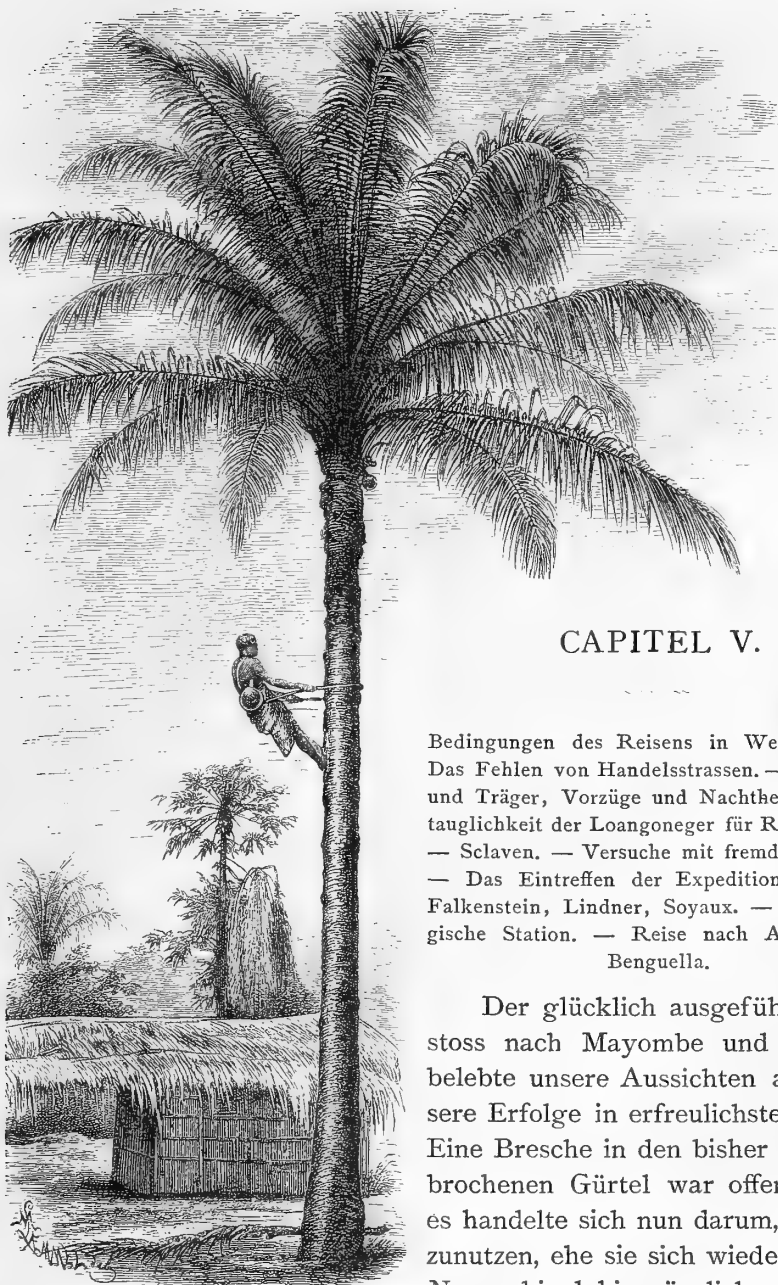 CAPITEL V.
Bedingungen des Reisens in We
Das Fehlen von Handelsstrassen. —
und Träger, Vorzüge und Nachthe
tauglichkeit der Loangoneger für R
— Sclaven. — Versuche mit fremd
— Das Eintreffen der Expedition
Falkenstein, Lindner, Soyaux. —
gische Station. — Reise nach A
Benguella.
Der glücklich ausgefüh
stoss nach Mayombe und
belebte unsere Aussichten a
sere Erfolge in erfreulichste
Eine Bresche in den bisher
brochenen Gürtel war offer
es handelte sich nun darum,
zunutzen, ehe sie sich wiede